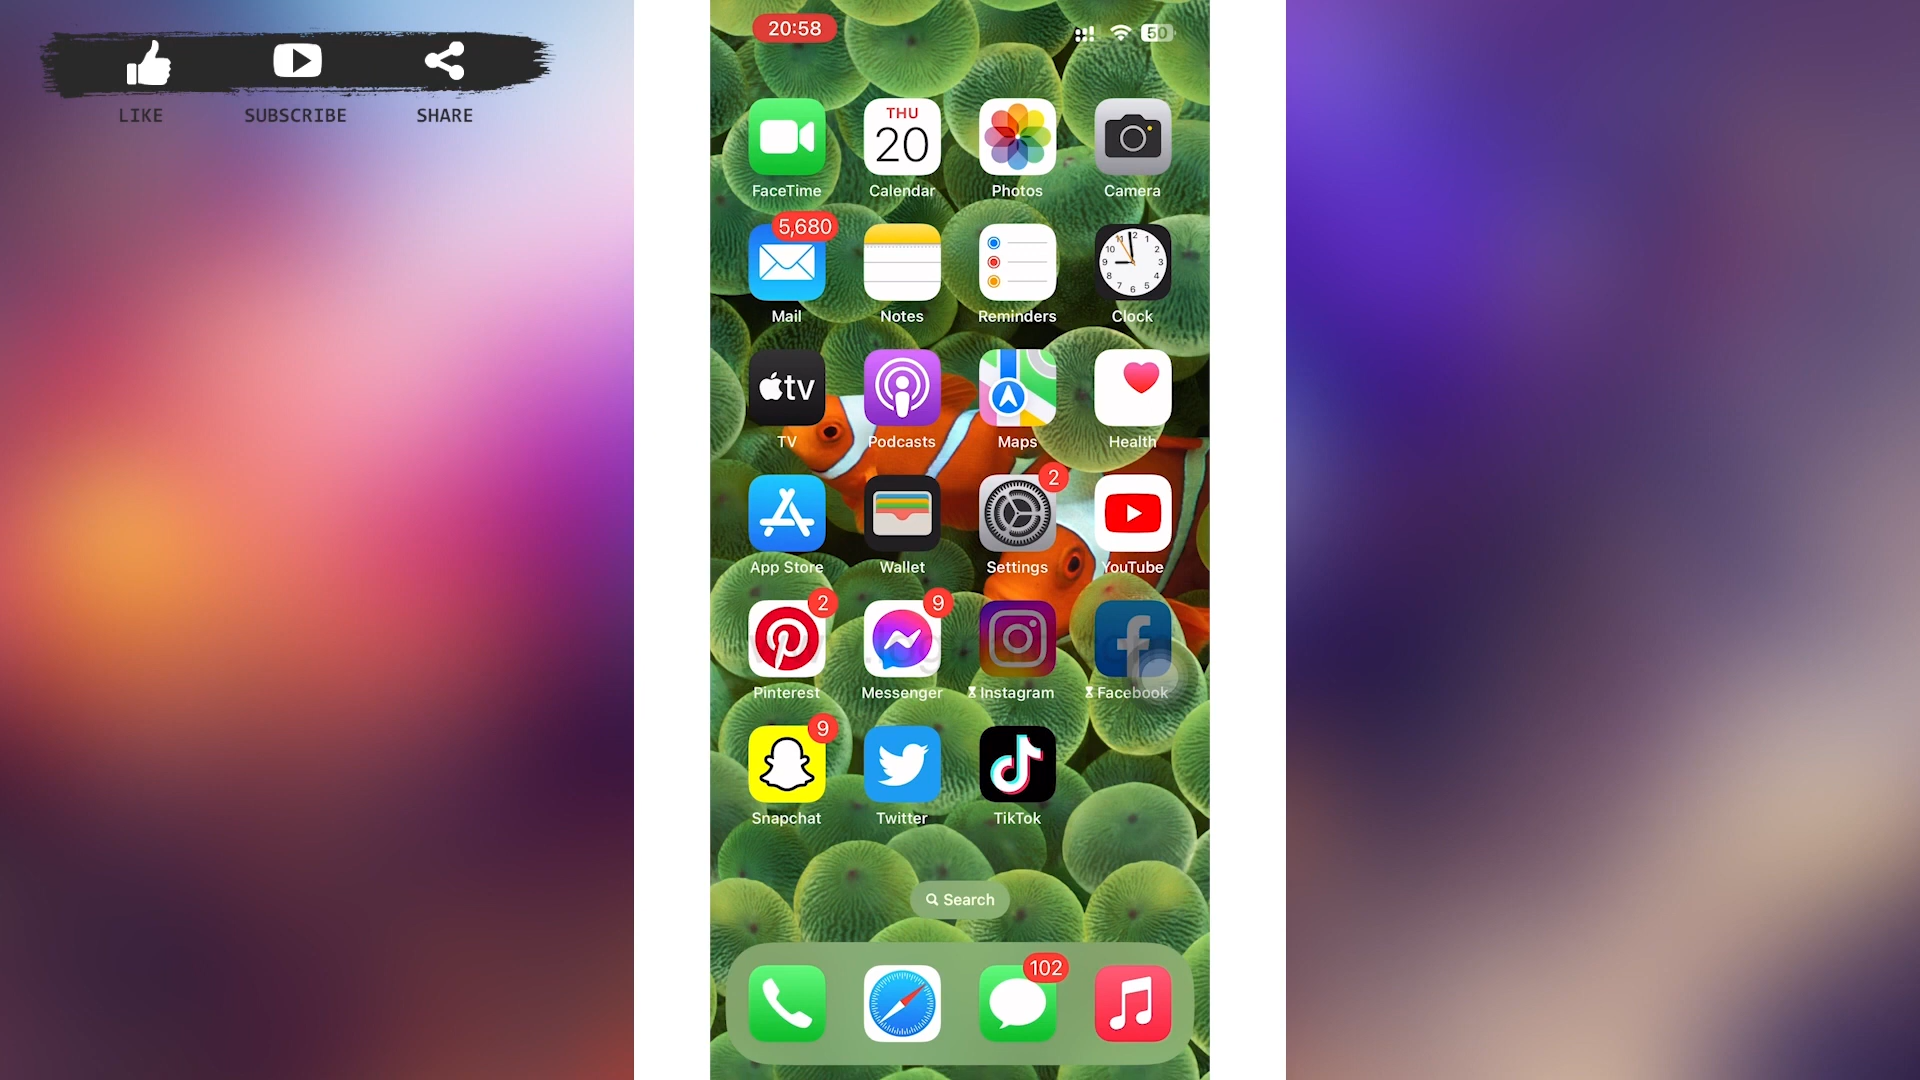 LIKE SUBSCRIBE SHARE
20:58 50
THU
20
FaceTime Calendar Photos Camera
5,680
Mail Notes Reminders Clock
tv
TV Podcasts Maps Health
2
App Store Wallet Settings YouTube
2 9
Pinterest Messenger Instagram Facebook
9
Snapchat Twitter TikTok
Search
102